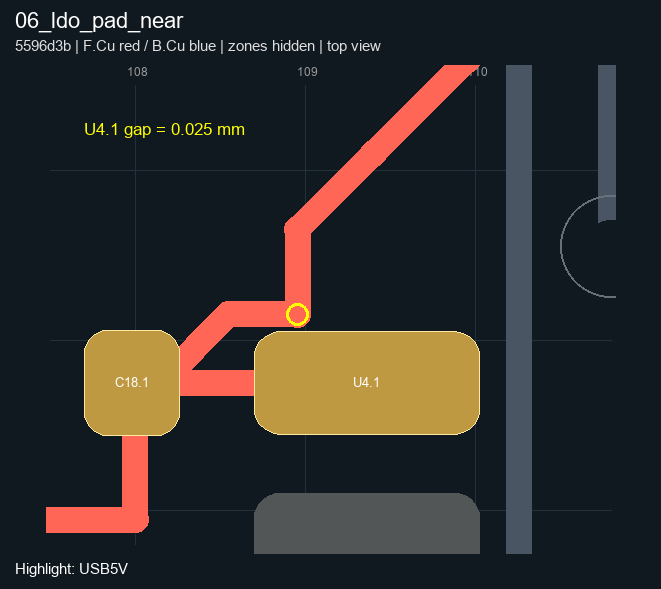 06_ldo_pad_near
5596d3b | F.Cu red / B.Cu blue | zones hidden | top view
108 109 10
U4.1 gap = 0.025 mm
C18.1 U4.1
Highlight: USB5V